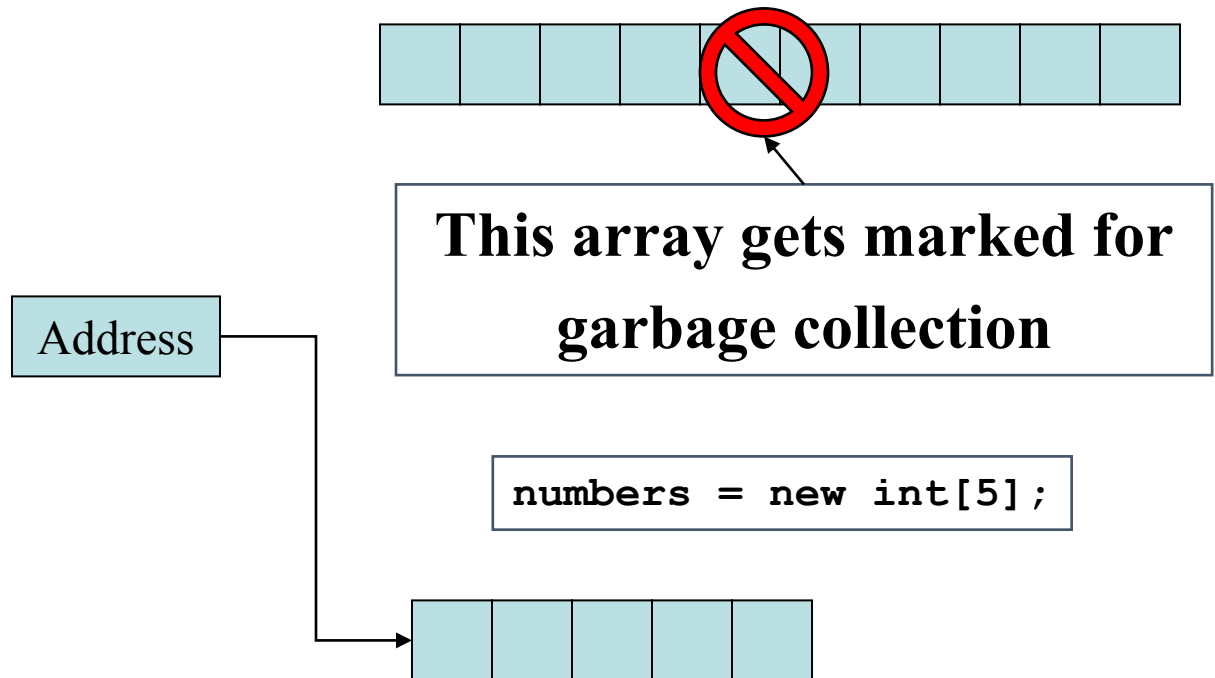 This array gets marked for
garbage collection
Address
numbers = new int[5];